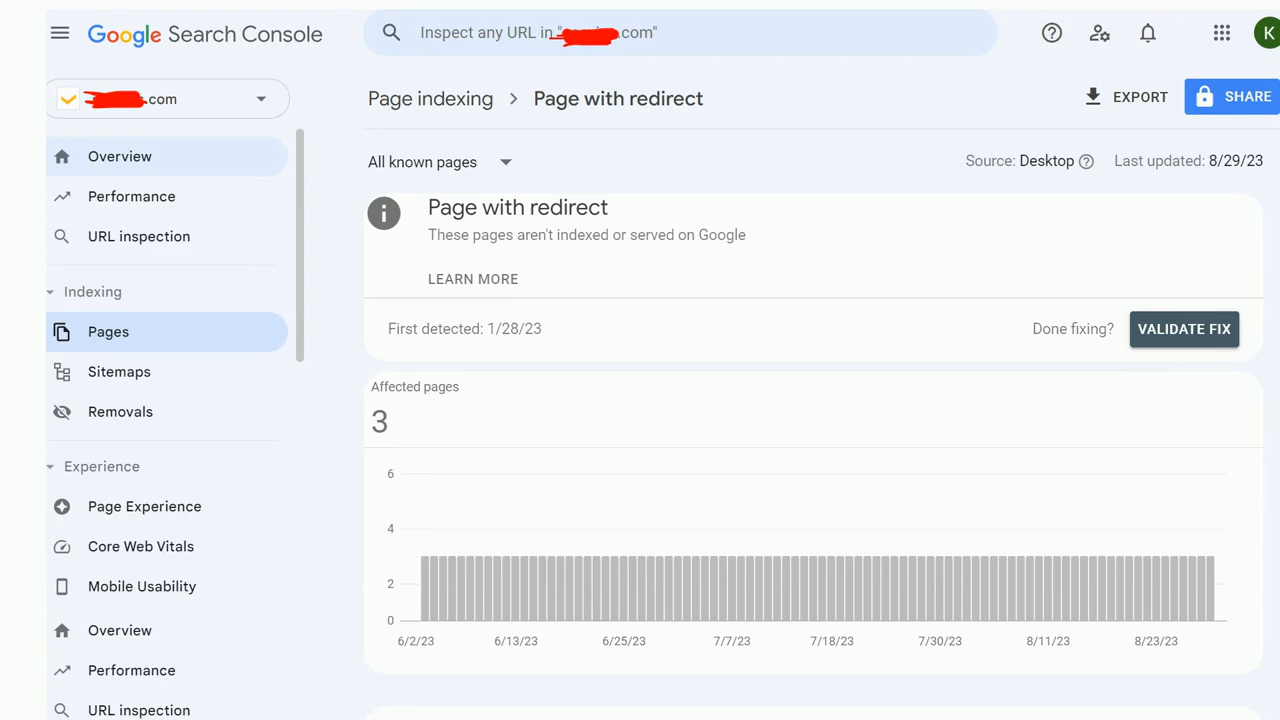 Google Search Console
Inspect any URL in " .com"
K
.com
Page indexing > Page with redirect
EXPORT
SHARE
Overview
Performance
URL inspection
Indexing
Pages
Sitemaps
Removals
Experience
Page Experience
Core Web Vitals
Mobile Usability
Overview
Performance
URL inspection
All known pages
Source: Desktop
Last updated: 8/29/23
Page with redirect
These pages aren't indexed or served on Google
LEARN MORE
First detected: 1/28/23
Done fixing?
VALIDATE FIX
Affected pages
3
6
4
2
0
6/2/23 6/13/23 6/25/23 7/7/23 7/18/23 7/30/23 8/11/23 8/23/23